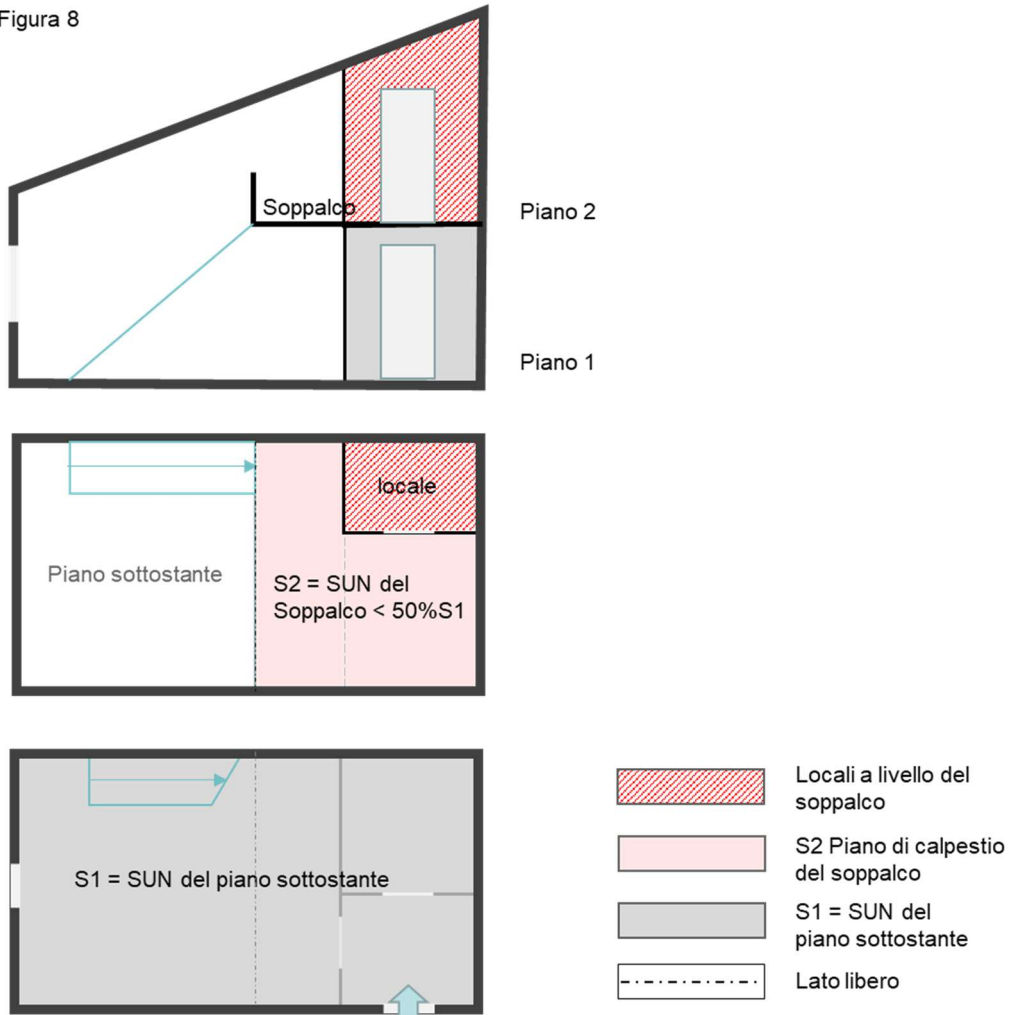 Figura 8
Soppalco
Piano 2
Piano 1
locale
Piano sottostante
S2 = SUN del
Soppalco < 50%S1
S1 = SUN del piano sottostante
Locali a livello del
soppalco
S2 Piano di calpestio
del soppalco
S1 = SUN del
piano sottostante
Lato libero